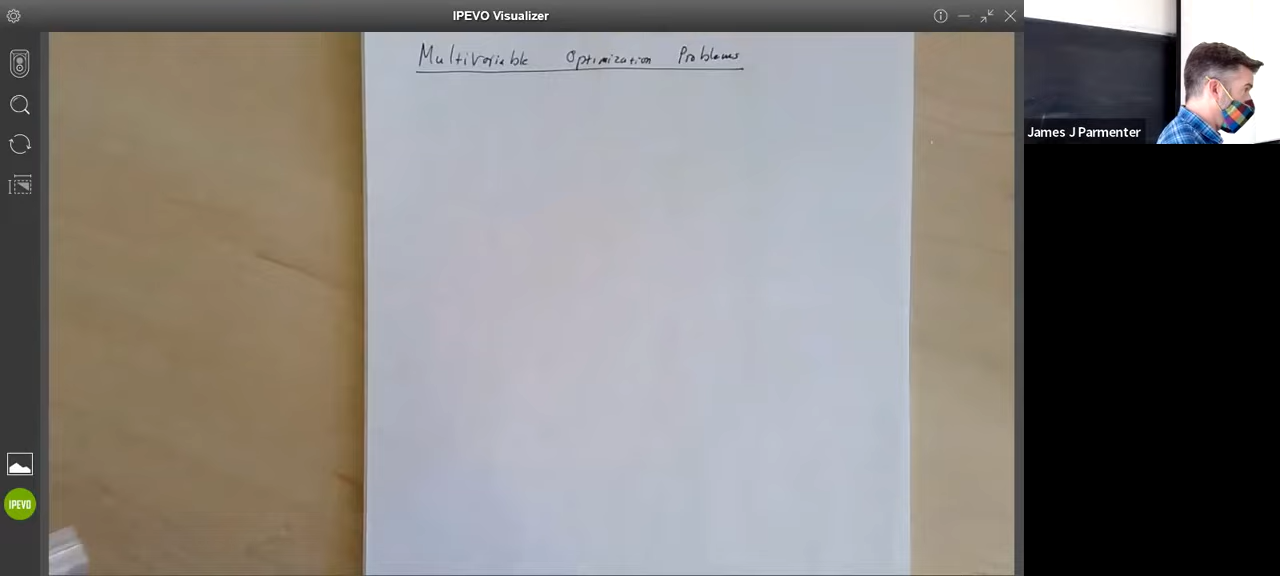 IPEVO Visualizer
Multivariable Optimization Problems
James J Parmenter
IPEVO